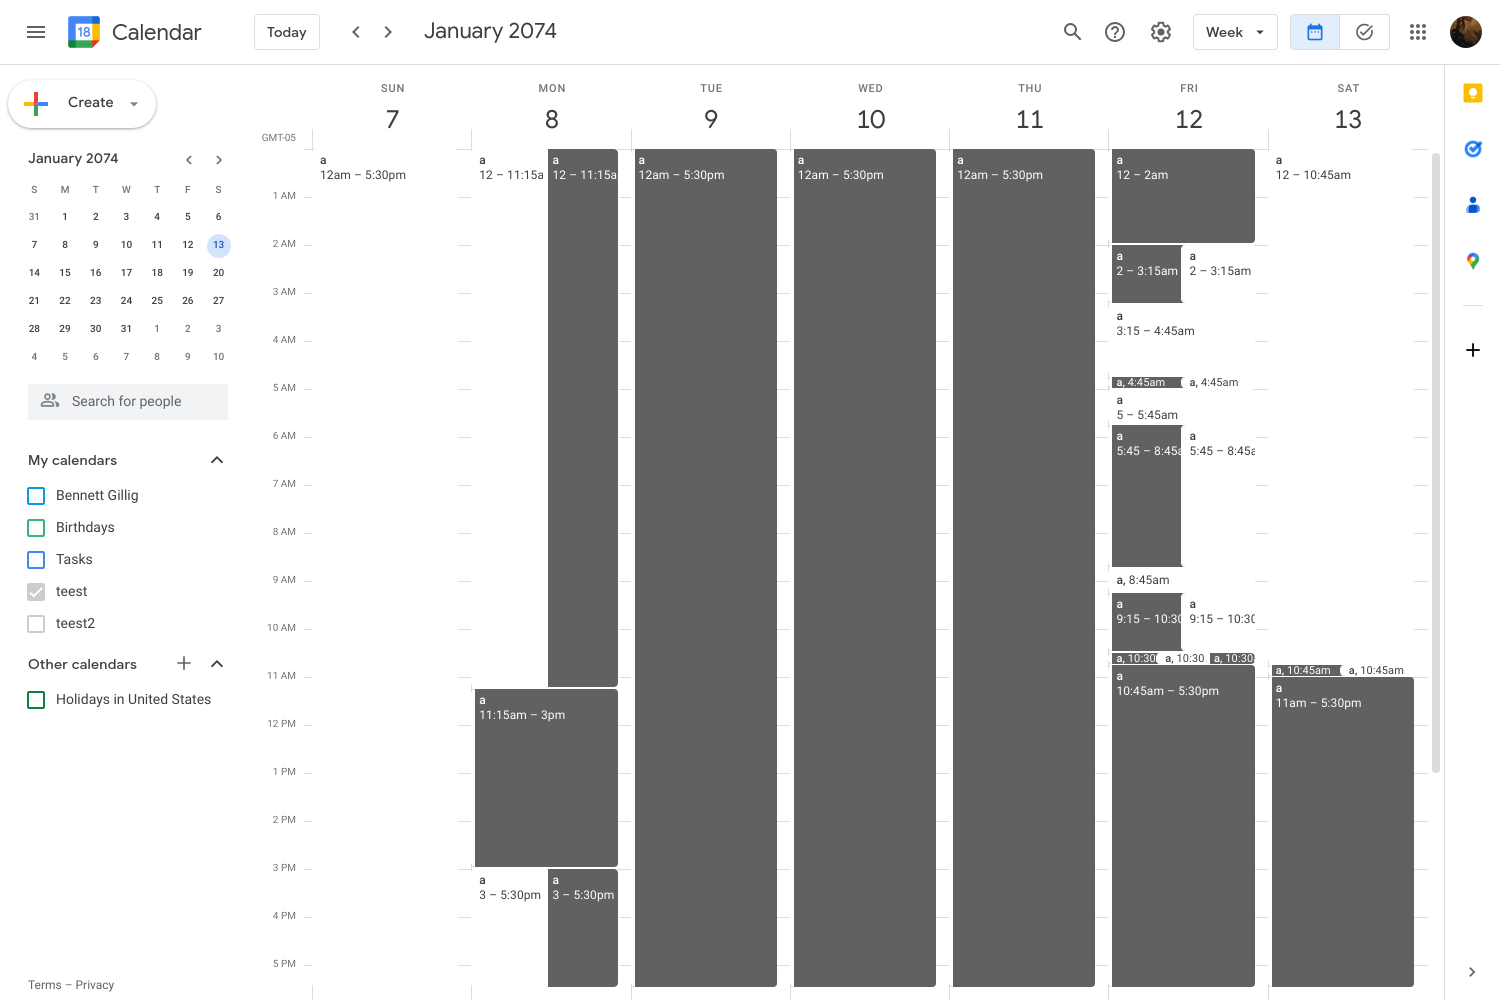 18 Calendar
Today
January 2074
Week
Create
January 2074
S M T W T F S
31 1 2 3 4 5 6
7 8 9 10 11 12 13
14 15 16 17 18 19 20
21 22 23 24 25 26 27
28 29 30 31 1 2 3
4 5 6 7 8 9 10
Search for people
My calendars
Bennett Gillig
Birthdays
Tasks
teest
teest2
Other calendars
Holidays in United States
Terms – Privacy
GMT-05
1 AM
2 AM
3 AM
4 AM
5 AM
6 AM
7 AM
8 AM
9 AM
10 AM
11 AM
12 PM
1 PM
2 PM
3 PM
4 PM
5 PM
SUN
7
a
12am – 5:30pm
MON
8
a
12 – 11:15a
a
12 – 11:15a
a
11:15am – 3pm
a
3 – 5:30pm
a
3 – 5:30pm
TUE
9
a
12am – 5:30pm
WED
10
a
12am – 5:30pm
THU
11
a
12am – 5:30pm
FRI
12
a
12 – 2am
a
2 – 3:15am
a
2 – 3:15am
a
3:15 – 4:45am
a, 4:45am
a, 4:45am
a
5 – 5:45am
a
5:45 – 8:45a
a
5:45 – 8:45a
a, 8:45am
a
9:15 – 10:30
a
9:15 – 10:30
a, 10:30
a, 10:30
a, 10:30
a
10:45am – 5:30pm
SAT
13
a
12 – 10:45am
a, 10:45am
a, 10:45am
a
11am – 5:30pm